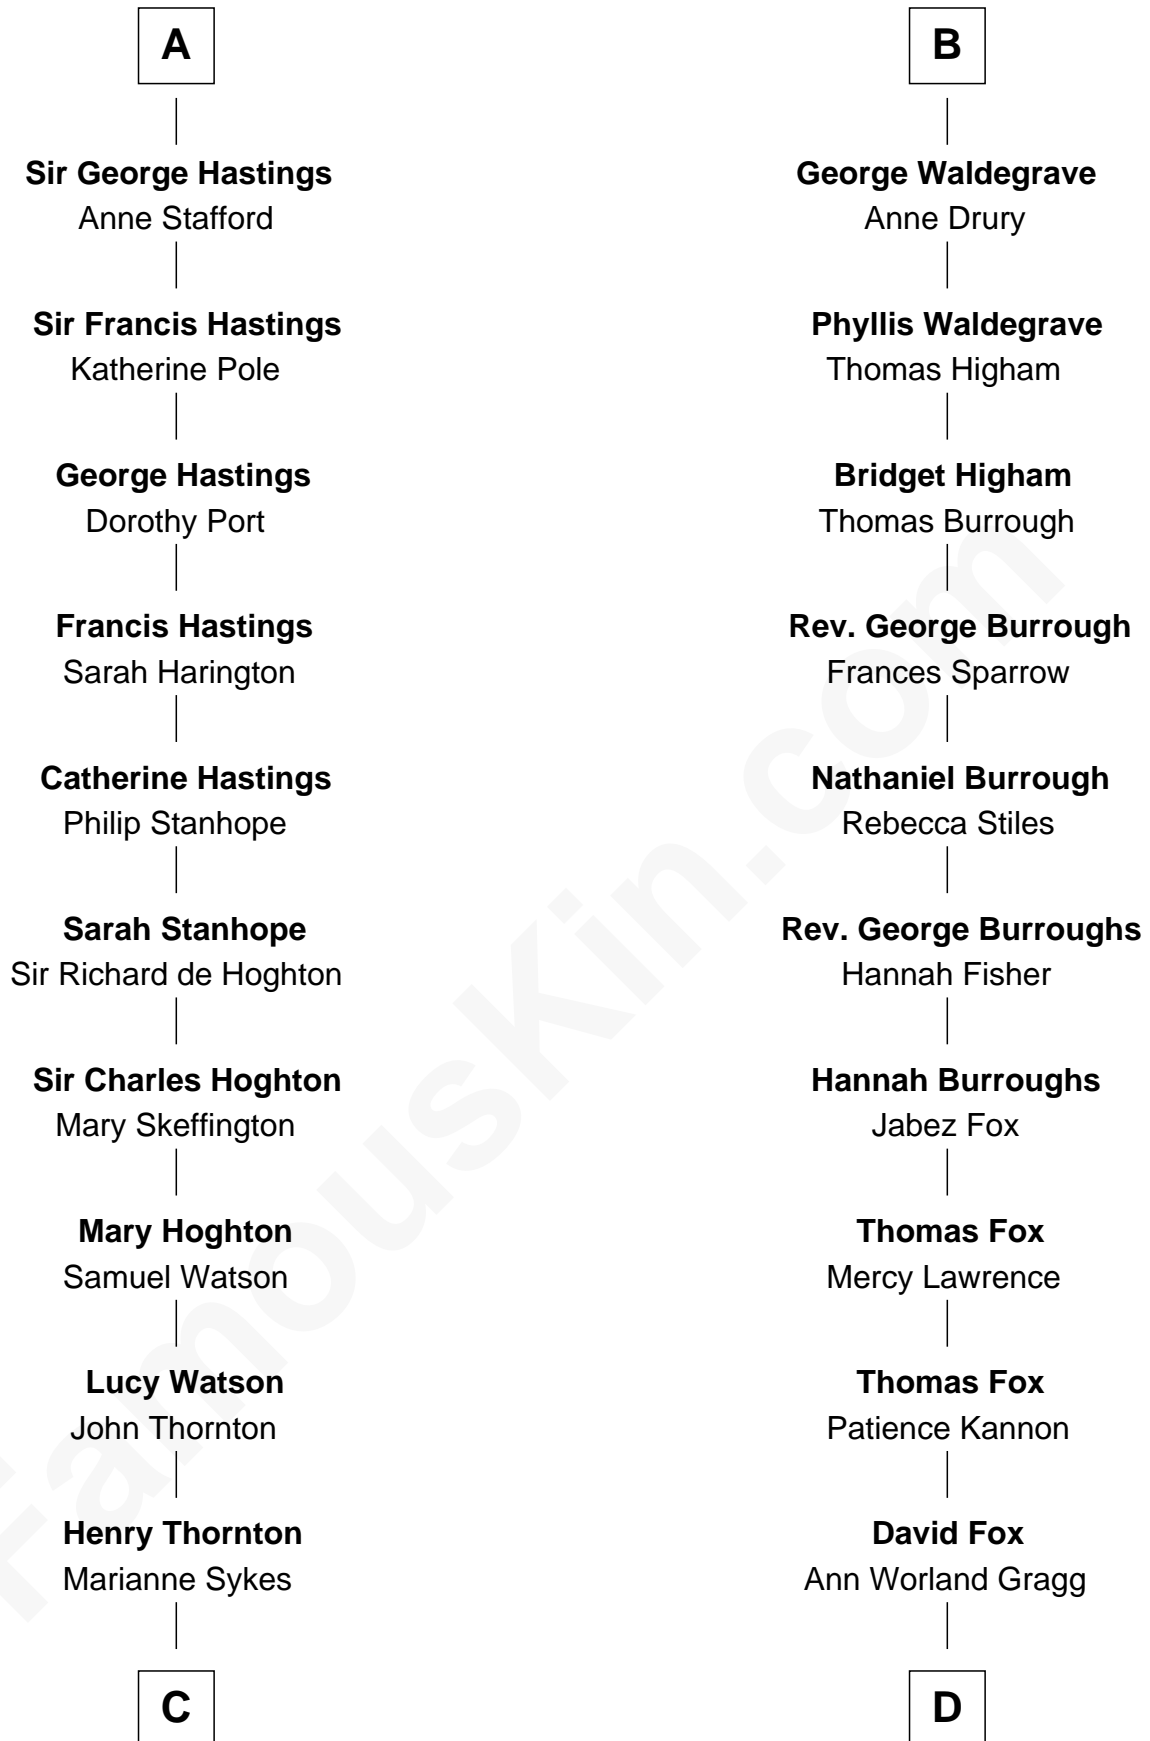 A
Sir George Hastings
Anne Stafford
Sir Francis Hastings
Katherine Pole
George Hastings
Dorothy Port
Francis Hastings
Sarah Harington
Catherine Hastings
Philip Stanhope
Sarah Stanhope
Sir Richard de Hoghton
Sir Charles Hoghton
Mary Skeffington
Mary Hoghton
Samuel Watson
Lucy Watson
John Thornton
Henry Thornton
Marianne Sykes
C
B
George Waldegrave
Anne Drury
Phyllis Waldegrave
Thomas Higham
Bridget Higham
Thomas Burrough
Rev. George Burrough
Frances Sparrow
Nathaniel Burrough
Rebecca Stiles
Rev. George Burroughs
Hannah Fisher
Hannah Burroughs
Jabez Fox
Thomas Fox
Mercy Lawrence
Thomas Fox
Patience Kannon
David Fox
Ann Worland Gragg
D
FamousKin.com